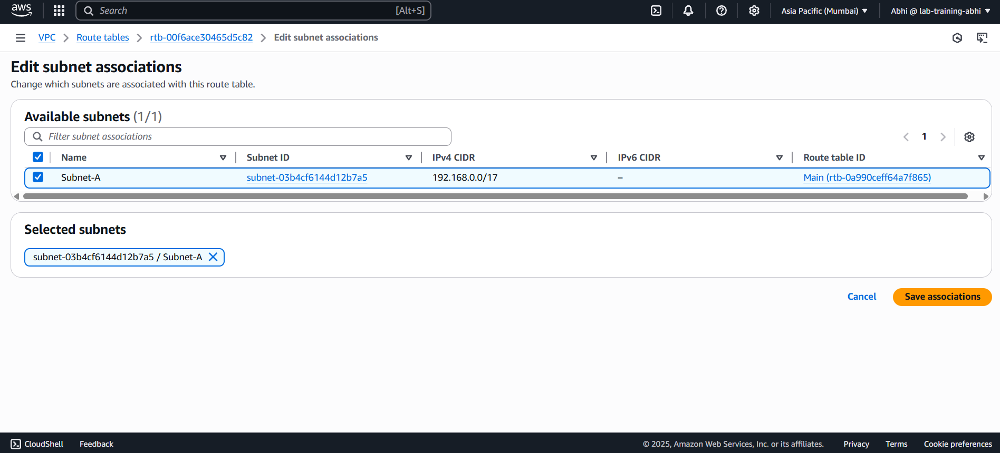 aws Search [Alt+S] Asia Pacific (Mumbai) Abhi @ lab-training-abhi
VPC Route tables rtb-00f6ace30465d5c82 Edit subnet associations
Edit subnet associations
Change which subnets are associated with this route table.
Available subnets (1/1)
Filter subnet associations 1
Name Subnet ID IPv4 CIDR IPv6 CIDR Route table ID
Subnet-A subnet-03b4cf6144d12b7a5 192.168.0.0/17 – Main (rtb-0a990ceff64a7f865)
Selected subnets
subnet-03b4cf6144d12b7a5 / Subnet-A
Cancel Save associations
CloudShell Feedback © 2025, Amazon Web Services, Inc. or its affiliates. Privacy Terms Cookie preferences